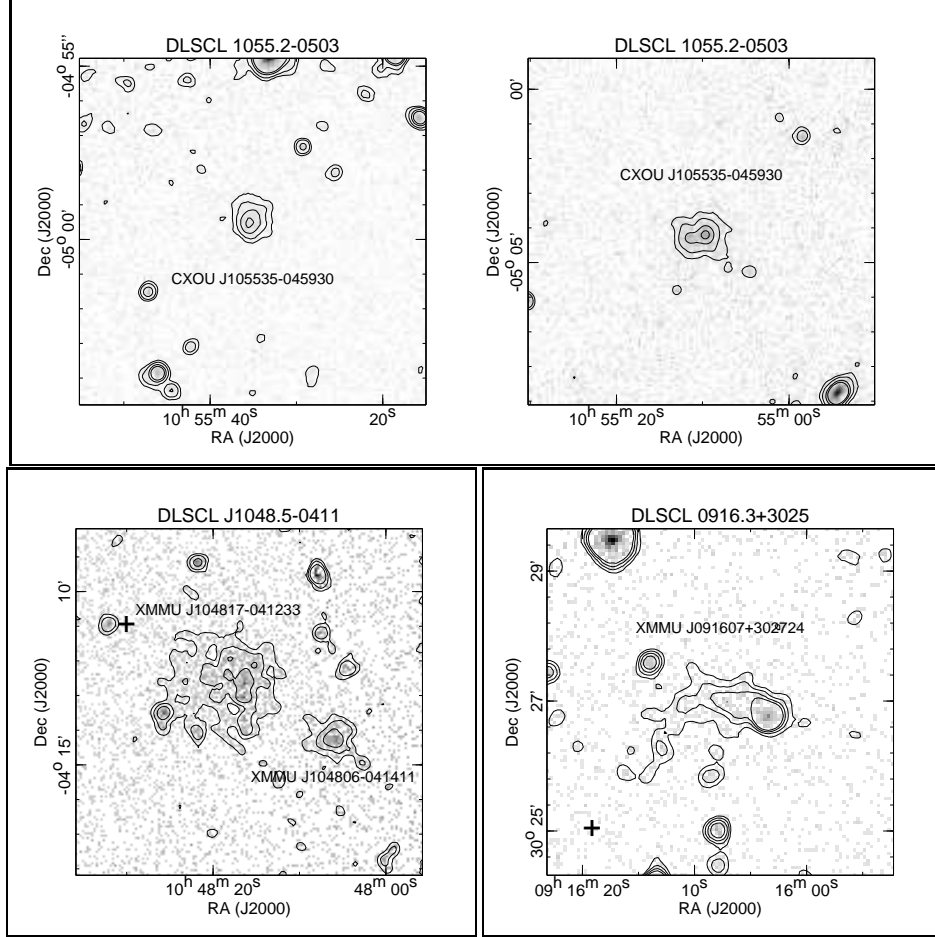 DLSCL 1055.2-0503
-04° 55"
-05° 00'
Dec (J2000)
CXOU J105535-045930
10h 55m 40s
20s
RA (J2000)
DLSCL 1055.2-0503
00'
-05° 05'
Dec (J2000)
CXOU J105535-045930
10h 55m 20s
55m 00s
RA (J2000)
DLSCL J1048.5-0411
10'
-04° 15'
Dec (J2000)
XMMU J104817-041233
XMMU J104806-041411
10h 48m 20s
48m 00s
RA (J2000)
DLSCL 0916.3+3025
29'
27'
30° 25'
Dec (J2000)
XMMU
09h 16m 20s
10s
16m 00s
RA (J2000)